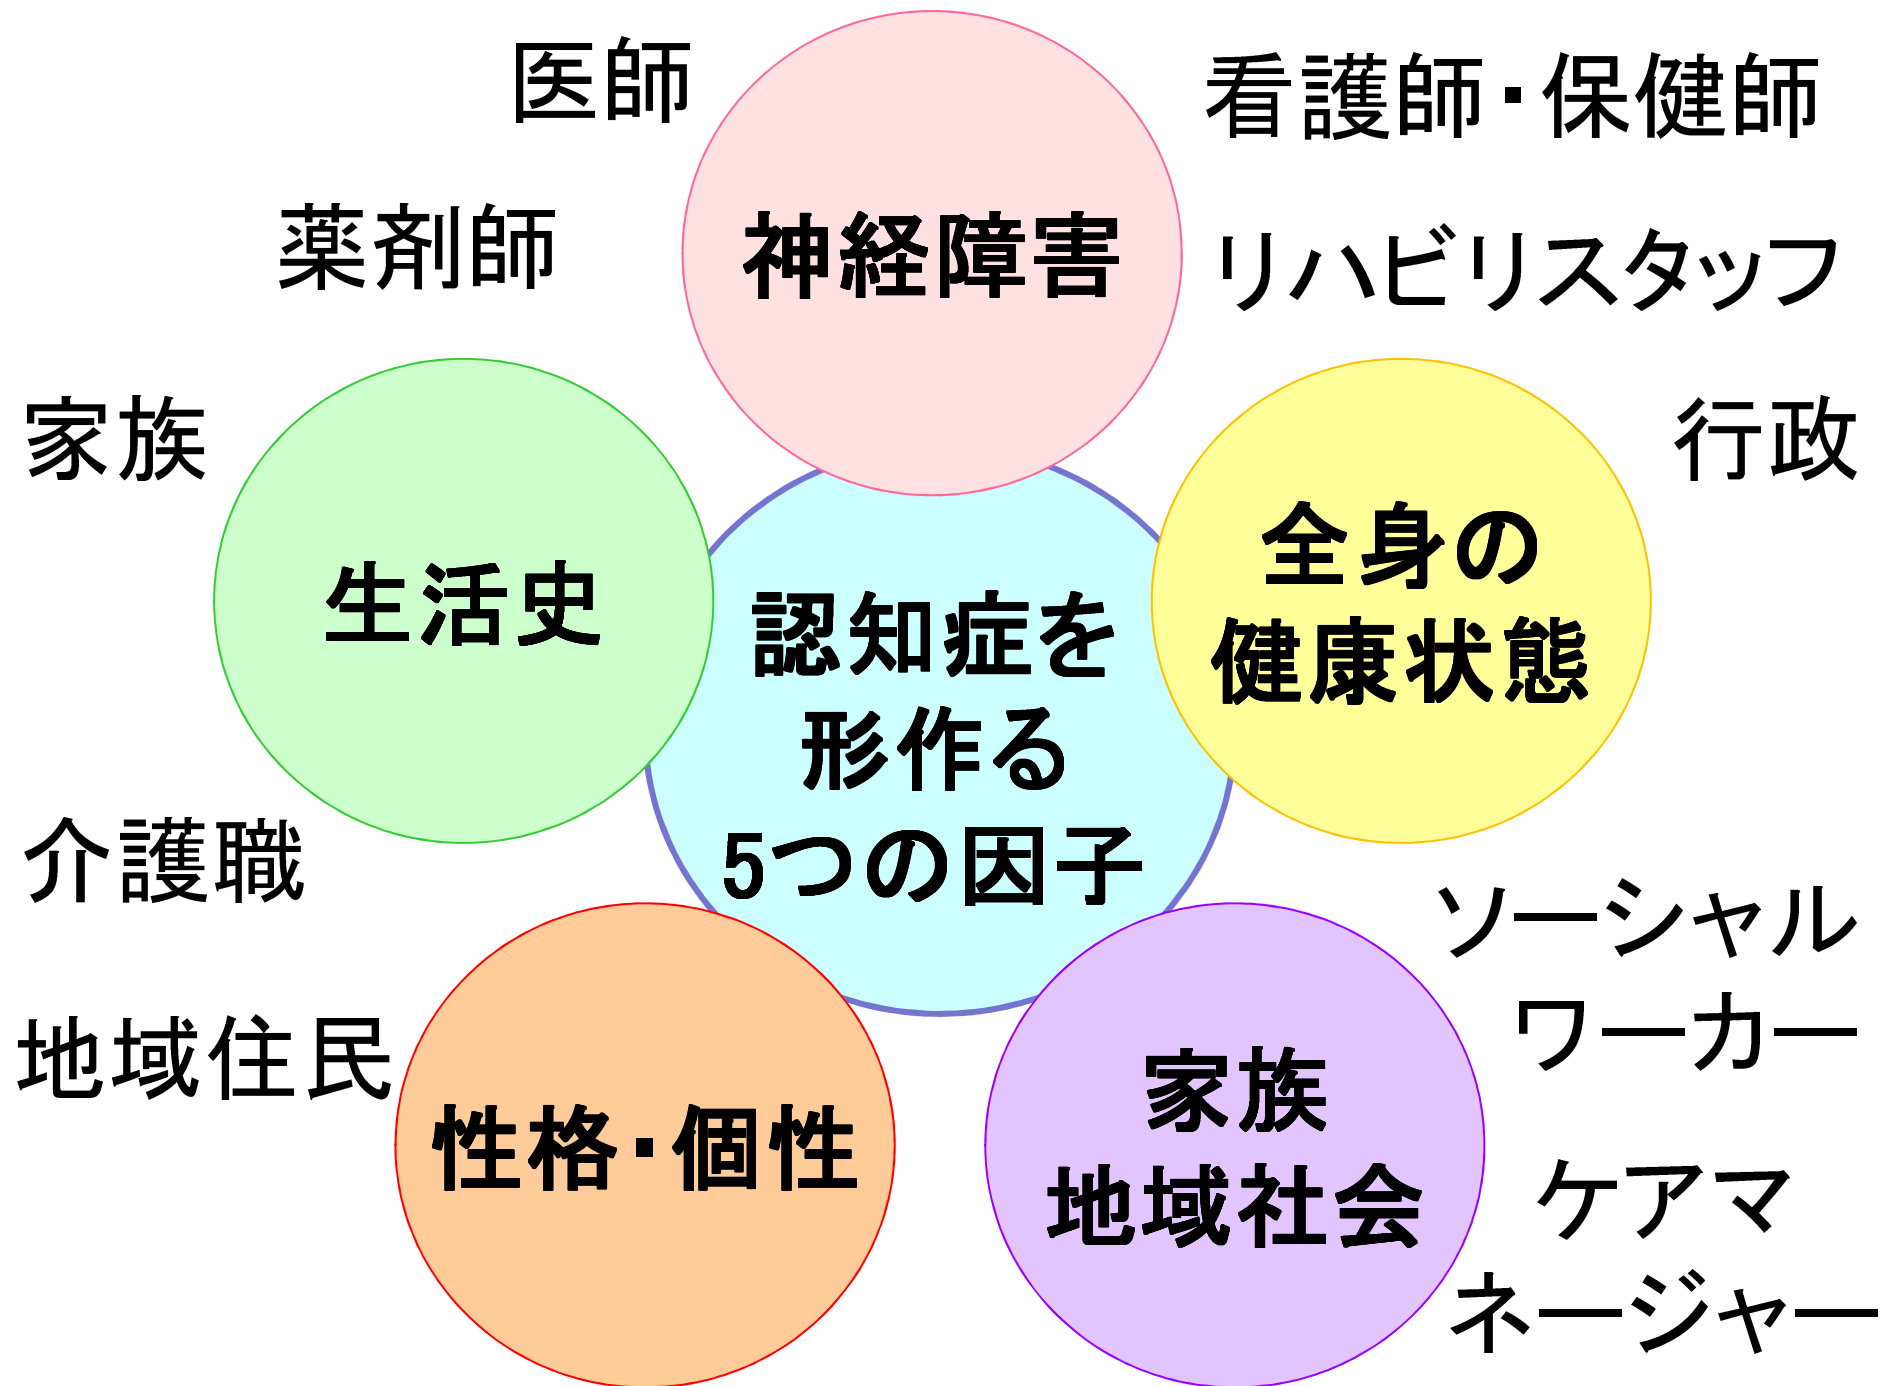 医師
看護師・保健師
薬剤師
神経障害
リハビリスタッフ
家族
行政
生活史
全身の
健康状態
認知症を
形作る
5つの因子
介護職
ソーシャル
ワーカー
地域住民
性格・個性
家族
地域社会
ケアマ
ネージャー